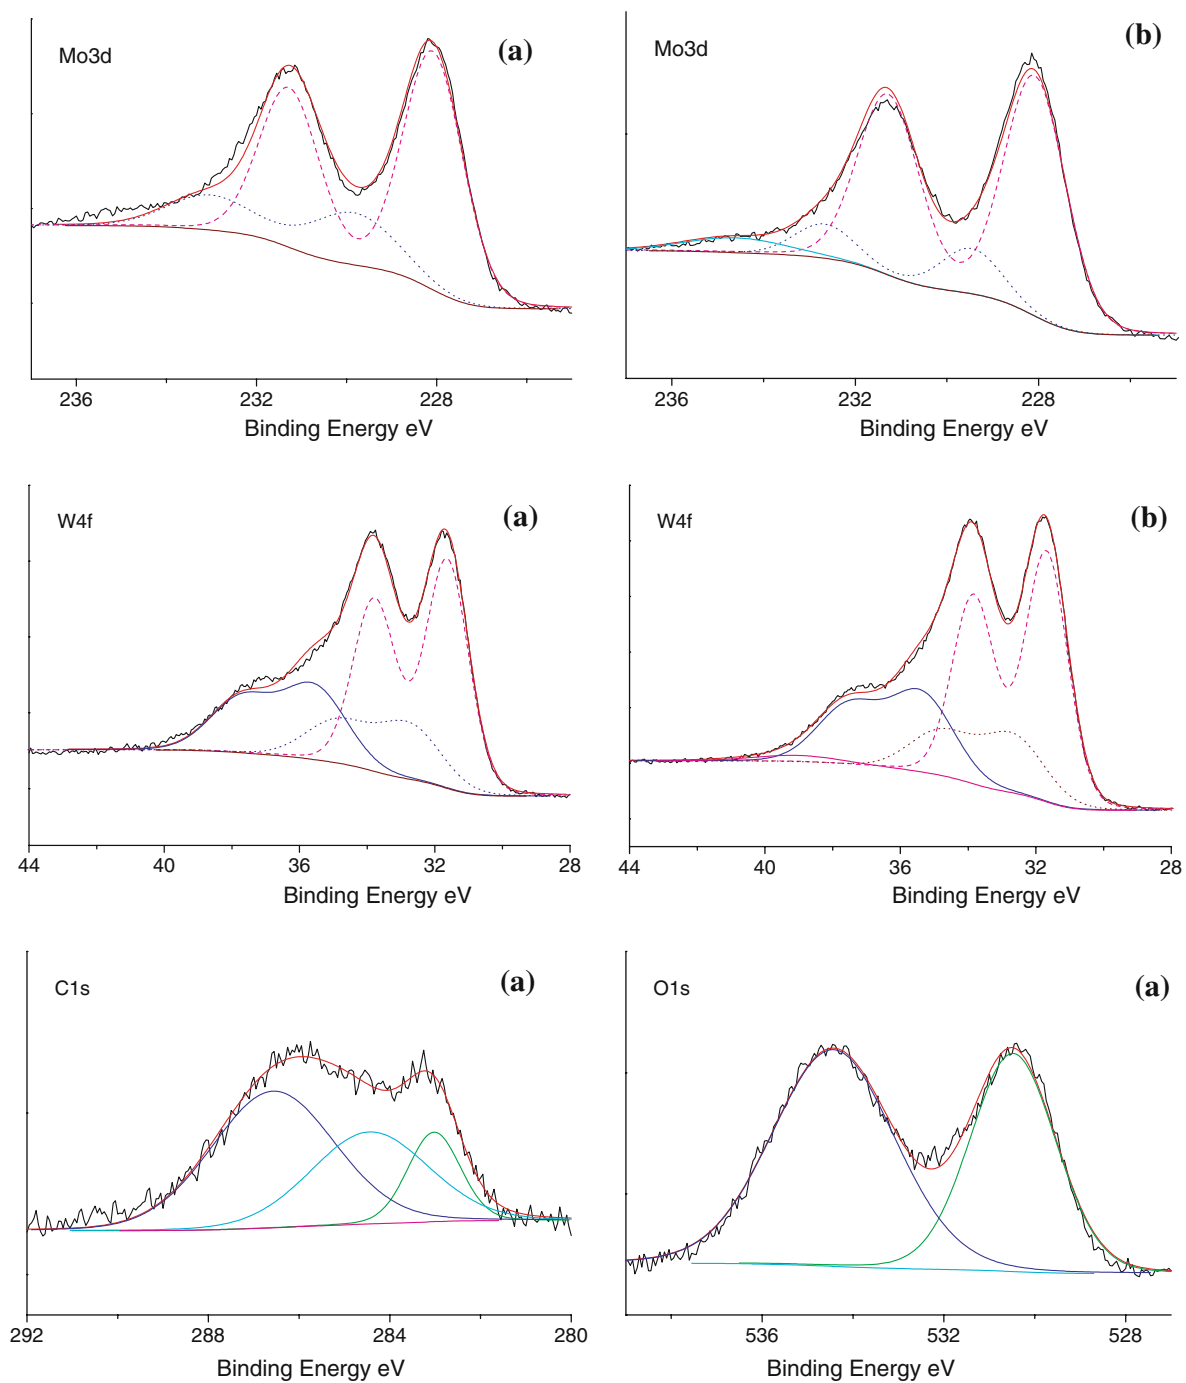 Mo3d
(a)
236
232
228
Binding Energy eV
Mo3d
(b)
236
232
228
Binding Energy eV
W4f
(a)
44
40
36
32
28
Binding Energy eV
W4f
(b)
44
40
36
32
28
Binding Energy eV
C1s
(a)
292
288
284
280
Binding Energy eV
O1s
(a)
536
532
528
Binding Energy eV